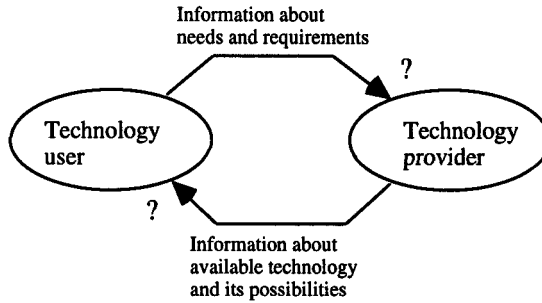 Information about
needs and requirements
?
Technology
user
Technology
provider
?
Information about
available technology
and its possibilities